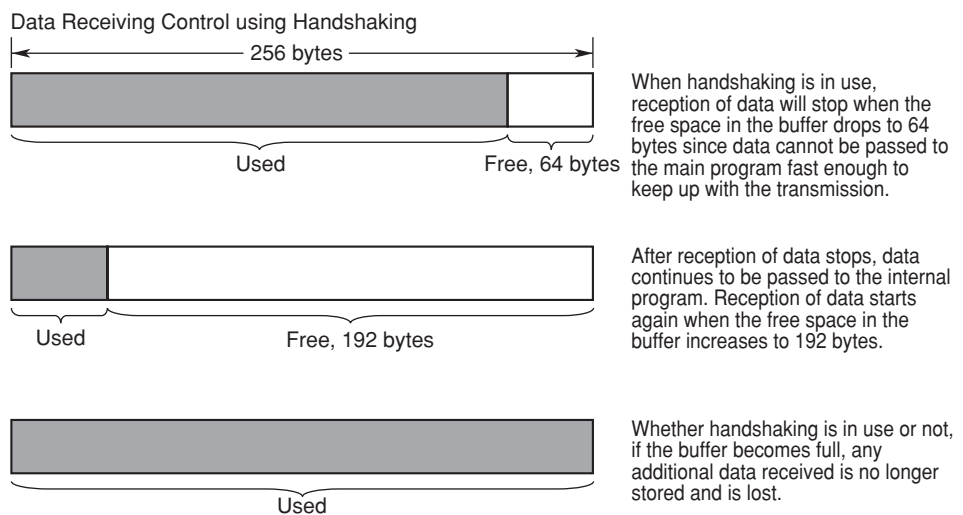 Data Receiving Control using Handshaking
256 bytes
When handshaking is in use,
reception of data will stop when the
free space in the buffer drops to 64
bytes since data cannot be passed to
the main program fast enough to
keep up with the transmission.
Used
Free, 64 bytes
After reception of data stops, data
continues to be passed to the internal
program. Reception of data starts
again when the free space in the
buffer increases to 192 bytes.
Used
Free, 192 bytes
Whether handshaking is in use or not,
if the buffer becomes full, any
additional data received is no longer
stored and is lost.
Used